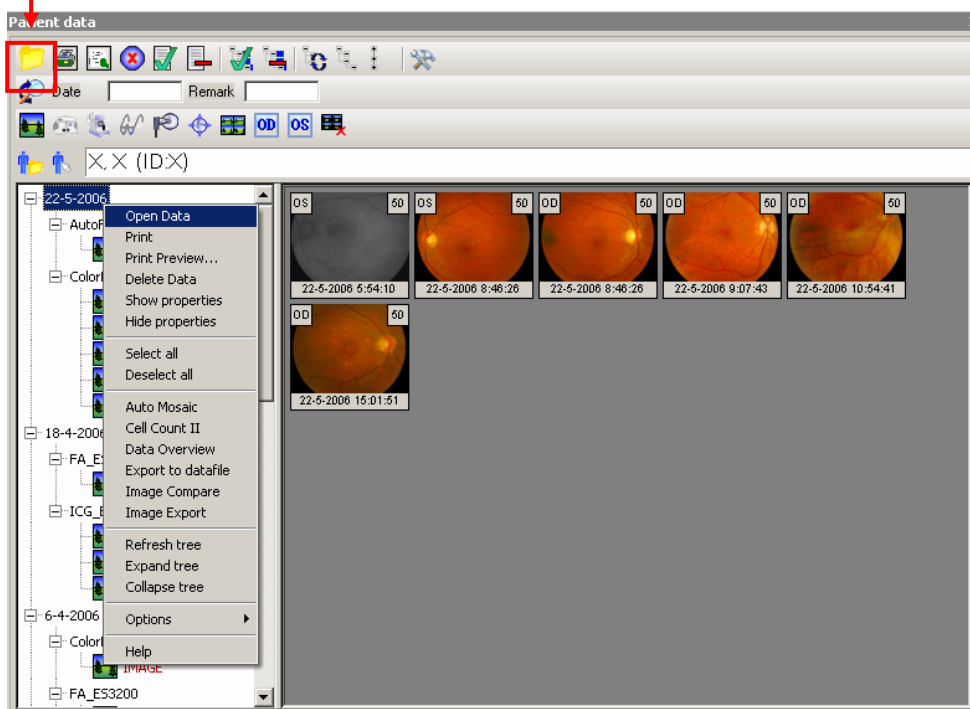 Patient data
Date Remark
OD OS
X, X (ID:X)
22-5-2006
AutoF
Colorl
18-4-2006
FA_ES
ICG_E
6-4-2006
Colorl
IMAGE
FA_ES3200
Open Data
Print
Print Preview...
Delete Data
Show properties
Hide properties
Select all
Deselect all
Auto Mosaic
Cell Count II
Data Overview
Export to datafile
Image Compare
Image Export
Refresh tree
Expand tree
Collapse tree
Options
Help
OS 50 OS 50 OD 50 OD 50 OD 50
22-5-2006 5:54:10 22-5-2006 8:46:26 22-5-2006 8:46:26 22-5-2006 9:07:43 22-5-2006 10:54:41
OD 50
22-5-2006 15:01:51